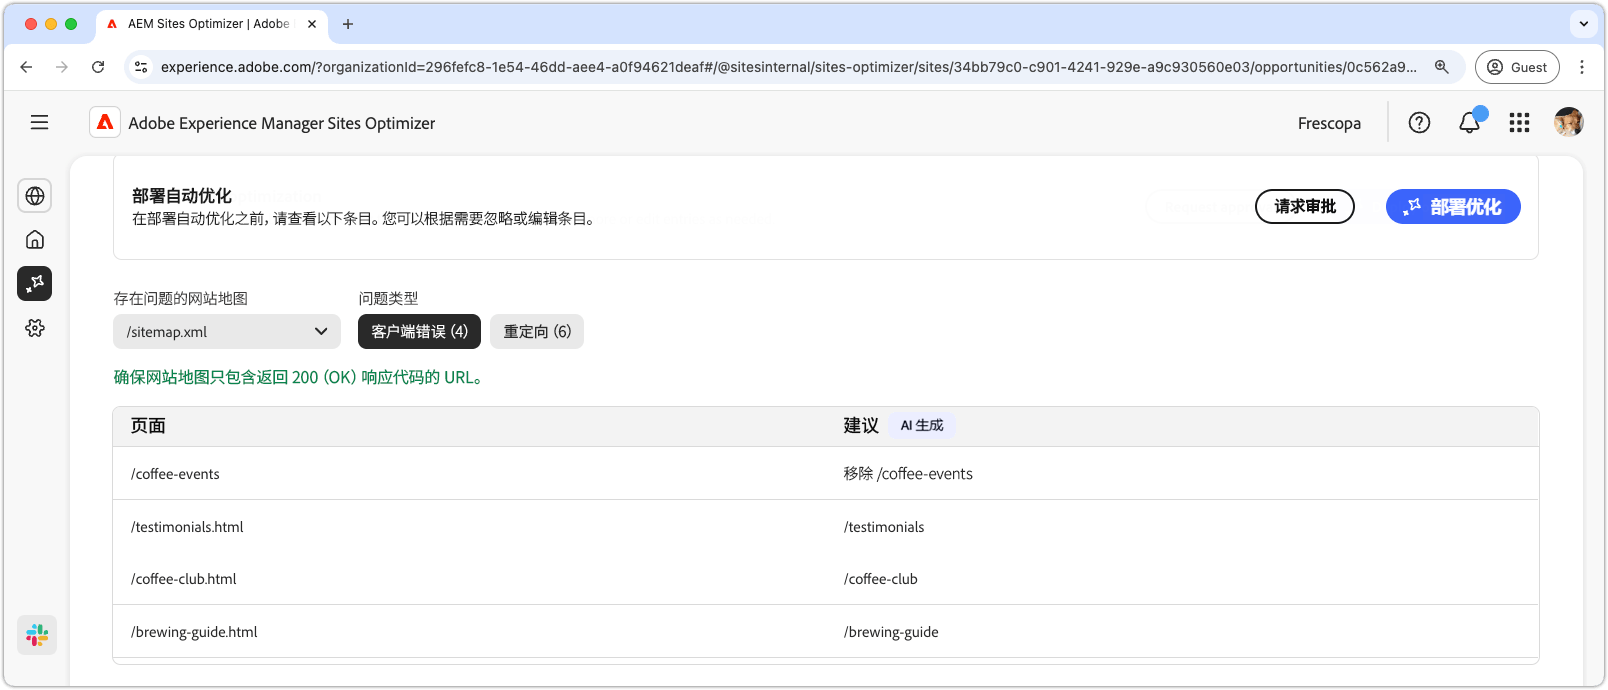 AEM Sites Optimizer | Adobe
experience.adobe.com/?organizationId=296fefc8-1e54-46dd-aee4-a0f94621deaf#/@sitesinternal/sites-optimizer/sites/34bb79c0-c901-4241-929e-a9c930560e03/opportunities/0c562a9...
Guest
Adobe Experience Manager Sites Optimizer
Frescopa
部署自动优化
在部署自动优化之前，请查看以下条目。您可以根据需要忽略或编辑条目。
请求审批
部署优化
存在问题的网站地图
问题类型
/sitemap.xml
客户端错误 (4)
重定向 (6)
确保网站地图只包含返回 200 (OK) 响应代码的 URL。
页面
建议
AI 生成
/coffee-events
移除 /coffee-events
/testimonials.html
/testimonials
/coffee-club.html
/coffee-club
/brewing-guide.html
/brewing-guide